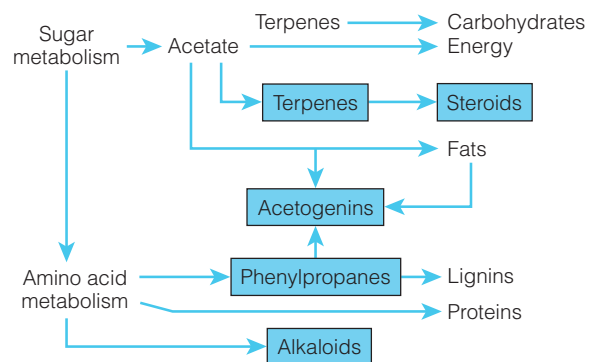 Terpenes
Carbohydrates
Sugar
metabolism
Acetate
Energy
Terpenes
Steroids
Fats
Acetogenins
Amino acid
metabolism
Phenylpropanes
Lignins
Proteins
Alkaloids